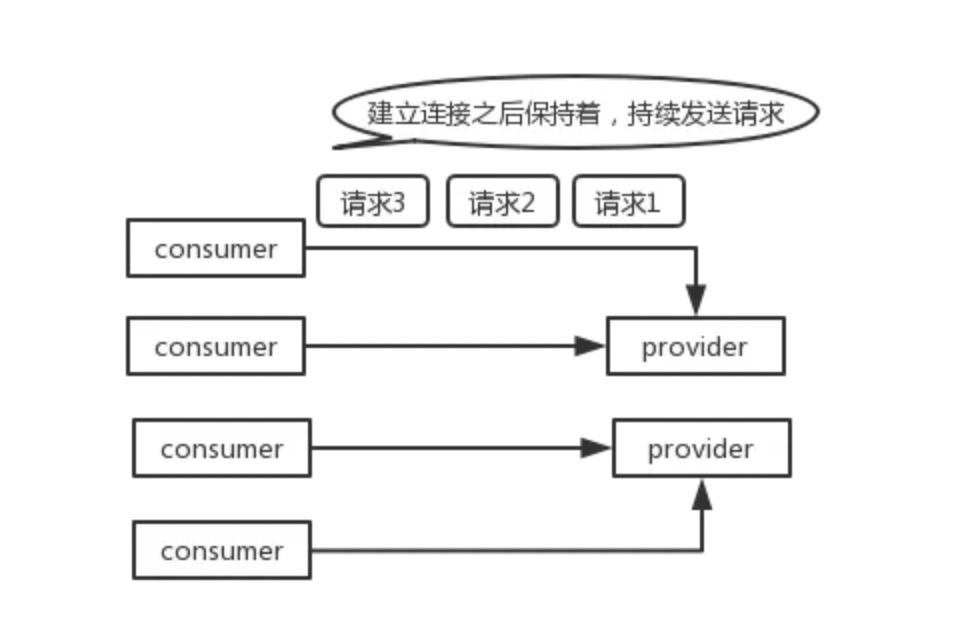 建立连接之后保持着，持续发送请求
请求3
请求2
请求1
consumer
consumer
provider
consumer
provider
consumer